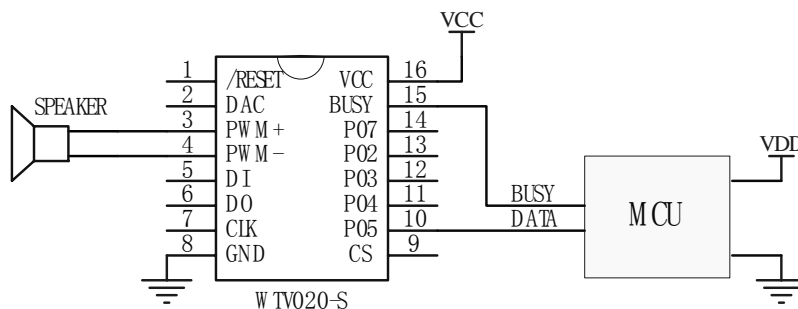 VCC
1 /RESET VCC 16
2 DAC BUSY 15
SPEAKER
3 PWM+ P07 14
4 PWM- P02 13
5 DI P03 12
6 DO P04 11
7 CLK P05 10
8 GND CS 9
WTV020-S
BUSY
DATA
MCU
VDD